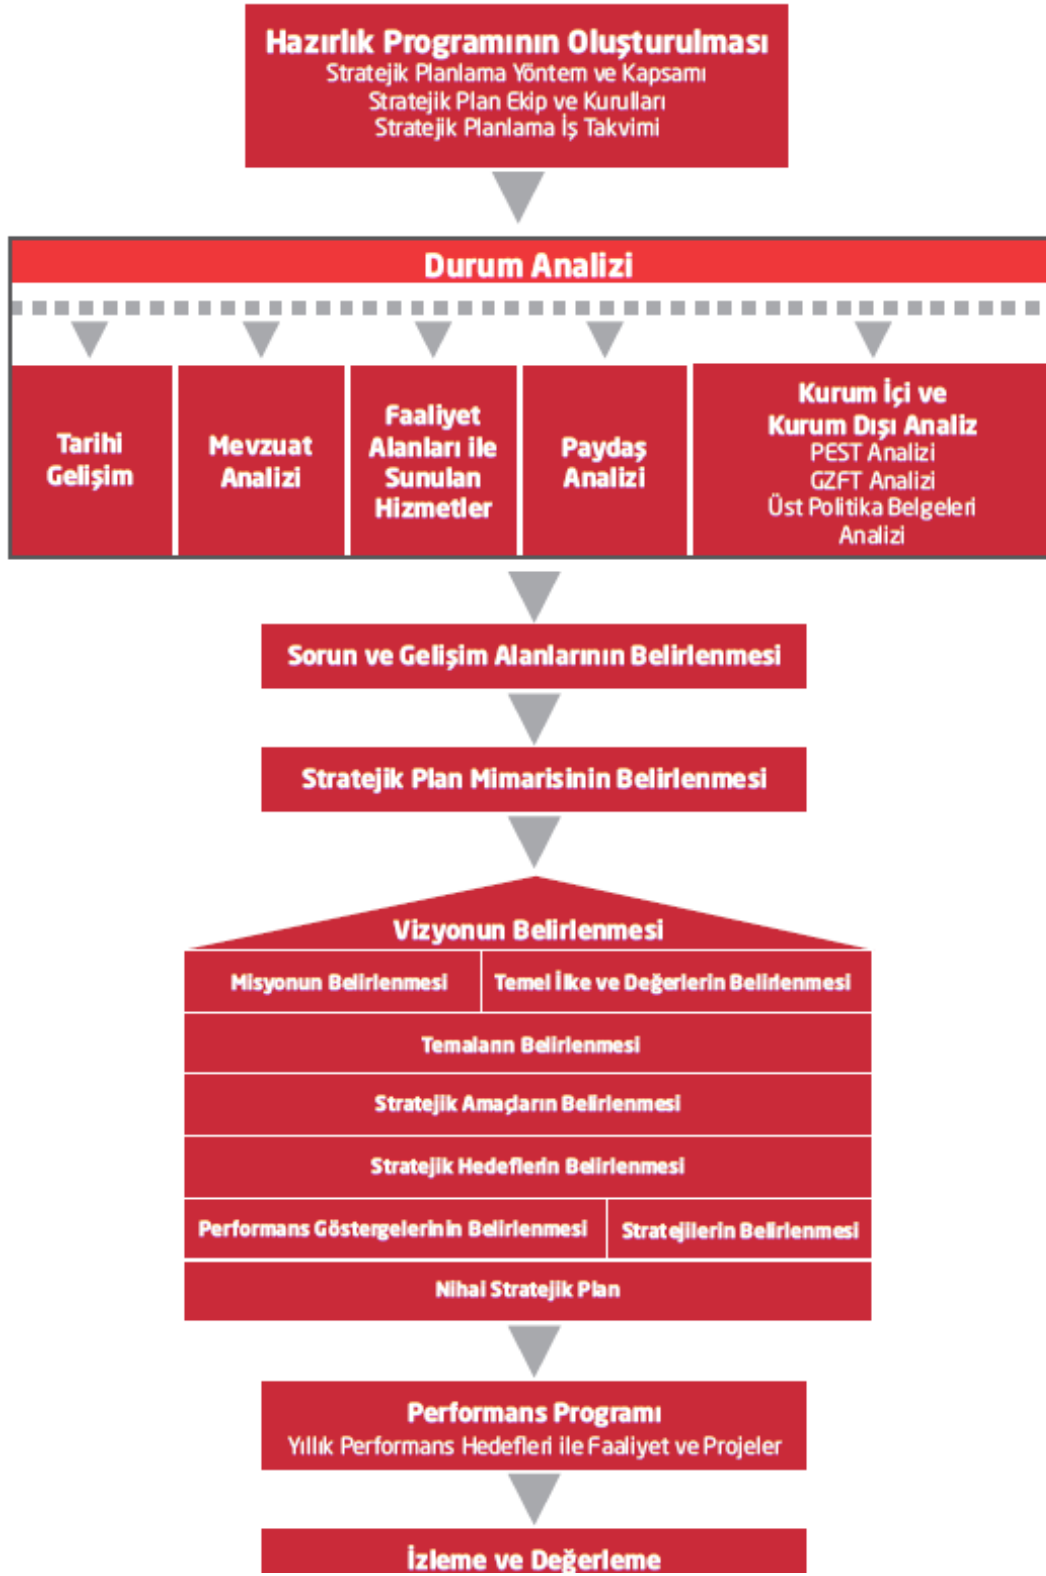 Hazırlık Programının Oluşturulması
Stratejik Planlama Yöntem ve Kapsamı
Stratejik Plan Ekip ve Kurulları
Stratejik Planlama İş Takvimi
Durum Analizi
Tarihi
Gelişim
Mevzuat
Analizi
Faaliyet
Alanları ile
Sunulan
Hizmetler
Paydaş
Analizi
Kurum İçi ve
Kurum Dışı Analiz
PEST Analizi
GZFT Analizi
Üst Politika Belgeleri
Analizi
Sorun ve Gelişim Alanlarının Belirlenmesi
Stratejik Plan Mimarisinin Belirlenmesi
Vizyonun Belirlenmesi
Misyonun Belirlenmesi
Temel İlke ve Değerlerin Belirlenmesi
Temaların Belirlenmesi
Stratejik Amaçların Belirlenmesi
Stratejik Hedeflerin Belirlenmesi
Performans Göstergelerinin Belirlenmesi
Stratejilerin Belirlenmesi
Nihai Stratejik Plan
Performans Programı
Yıllık Performans Hedefleri ile Faaliyet ve Projeler
İzleme ve Değerleme